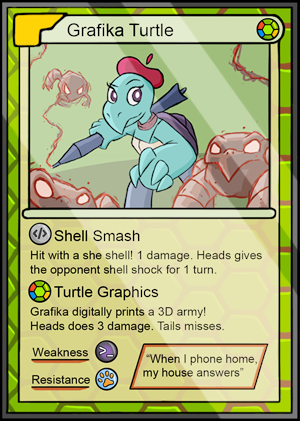 Grafika Turtle
</> Shell Smash
Hit with a she shell! 1 damage. Heads gives
the opponent shell shock for 1 turn.
Turtle Graphics
Grafika digitally prints a 3D army!
Heads does 3 damage. Tails misses.
Weakness
Resistance
"When I phone home,
my house answers"